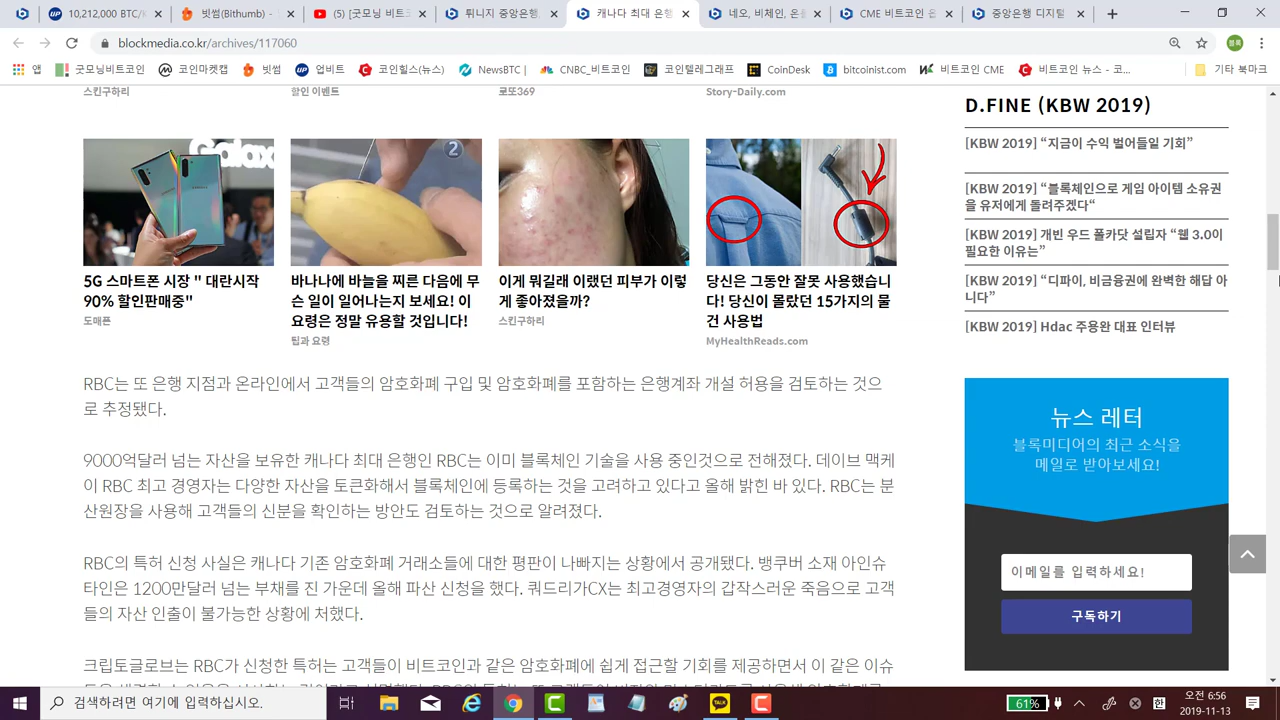 10,212,000 BTC/K
빗썸(Bithumb) -
(5) [굿모닝 비트
튀니지 중앙은행
캐나다 최대 은행
네오, 비체인, 온
CME 비트코인 옵
중앙은행 디지털
blockmedia.co.kr/archives/117060
앱
굿모닝비트코인
코인마켓캡
빗썸
업비트
코인힐스(뉴스)
NewsBTC |
CNBC_비트코인
코인텔레그래프
CoinDesk
bitcoinist.com
비트코인 CME
비트코인 뉴스 - 코...
기타 북마크
스킨구하리
할인 이벤트
로또369
Story-Daily.com
Galax
2
5G 스마트폰 시장 " 대란시작
90% 할인판매중"
도매폰
바나나에 바늘을 찌른 다음에 무
슨 일이 일어나는지 보세요! 이
요령은 정말 유용할 것입니다!
팁과 요령
이게 뭐길래 이랬던 피부가 이렇
게 좋아졌을까?
스킨구하리
당신은 그동안 잘못 사용했습니
다! 당신이 몰랐던 15가지의 물
건 사용법
MyHealthReads.com
RBC는 또 은행 지점과 온라인에서 고객들의 암호화폐 구입 및 암호화폐를 포함하는 은행계좌 개설 허용을 검토하는 것으
로 추정됐다.
9000억달러 넘는 자산을 보유한 캐나다 최대 은행인 RBC는 이미 블록체인 기술을 사용 중인것으로 전해졌다. 데이브 맥케
이 RBC 최고 경영자는 다양한 자산을 토큰화해서 블록체인에 등록하는 것을 고려하고 있다고 올해 밝힌 바 있다. RBC는 분
산원장을 사용해 고객들의 신분을 확인하는 방안도 검토하는 것으로 알려졌다.
RBC의 특허 신청 사실은 캐나다 기존 암호화폐 거래소들에 대한 평판이 나빠지는 상황에서 공개됐다. 뱅쿠버 소재 아인슈
타인은 1200만달러 넘는 부채를 진 가운데 올해 파산 신청을 했다. 쿼드리가CX는 최고경영자의 갑작스러운 죽음으로 고객
들의 자산 인출이 불가능한 상황에 처했다.
크립토글로브는 RBC가 신청한 특허는 고객들이 비트코인과 같은 암호화폐에 쉽게 접근할 기회를 제공하면서 이 같은 이슈
D.FINE (KBW 2019)
[KBW 2019] “지금이 수익 벌어들일 기회”
[KBW 2019] “블록체인으로 게임 아이템 소유권
을 유저에게 돌려주겠다“
[KBW 2019] 개빈 우드 폴카닷 설립자 “웹 3.0이
필요한 이유는”
[KBW 2019] “디파이, 비금융권에 완벽한 해답 아
니다”
[KBW 2019] Hdac 주용완 대표 인터뷰
뉴스 레터
블록미디어의 최근 소식을
메일로 받아보세요!
이메일를 입력하세요!
구독하기
검색하려면 여기에 입력하십시오.
61%
한
오전 6:56
2019-11-13